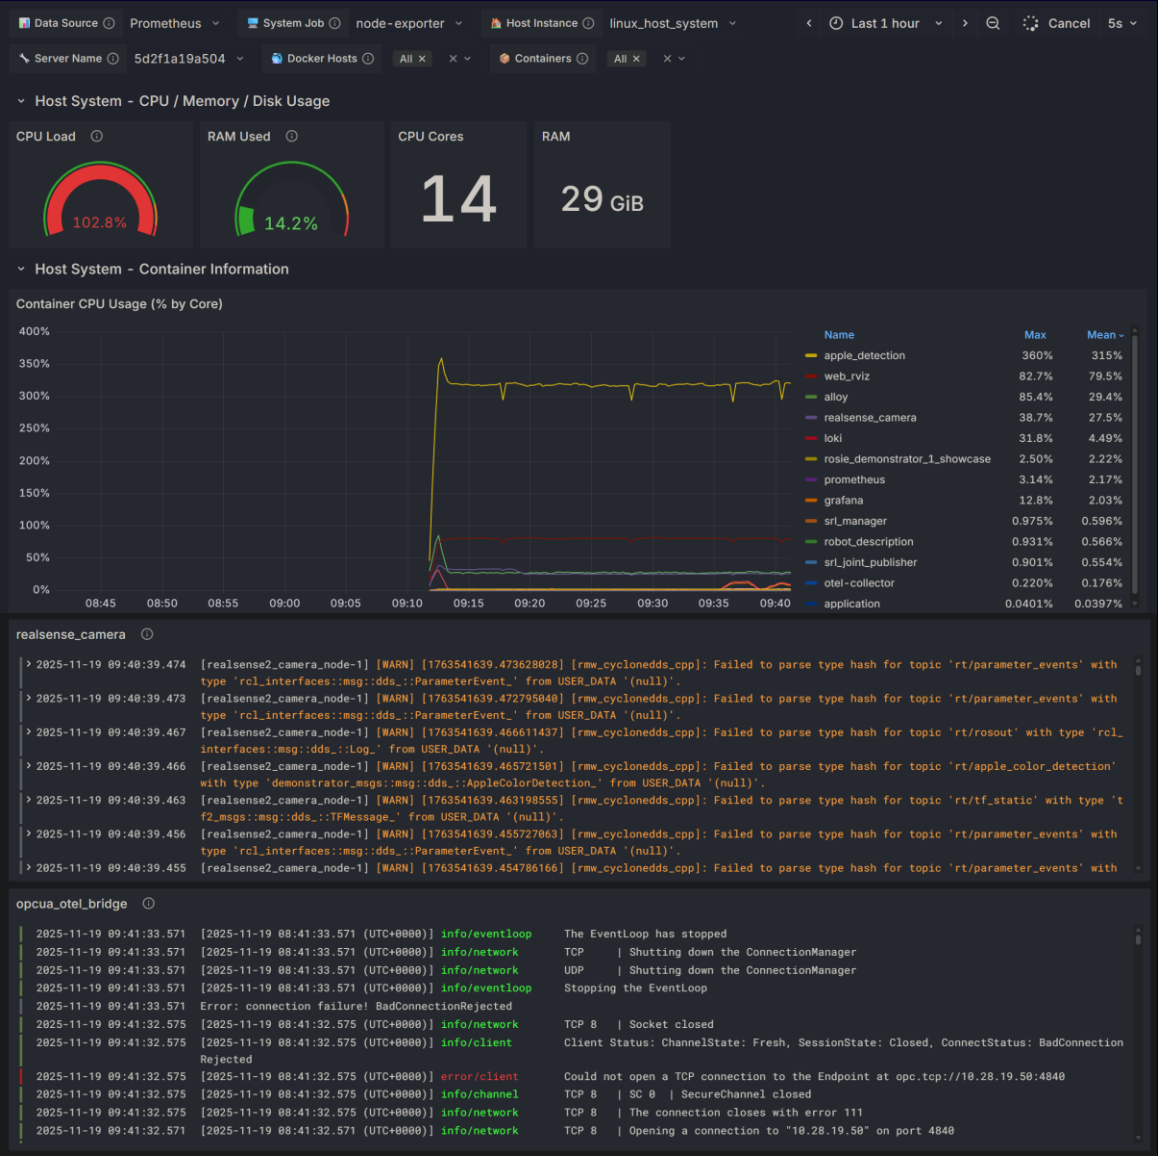 Data Source Prometheus System Job node-exporter Host Instance linux_host_system Last 1 hour Cancel 5s
Server Name 5d2f1a19a504 Docker Hosts All × Containers All ×
Host System - CPU / Memory / Disk Usage
CPU Load RAM Used CPU Cores RAM
102.8% 14.2% 14 29 GiB
Host System - Container Information
Container CPU Usage (% by Core)
400%
350%
300%
250%
200%
150%
100%
50%
0%
08:45 08:50 08:55 09:00 09:05 09:10 09:15 09:20 09:25 09:30 09:35 09:40
Name Max Mean
apple_detection 360% 315%
web_rviz 82.7% 79.5%
alloy 85.4% 29.4%
realsense_camera 38.7% 27.5%
loki 31.8% 4.49%
rosie_demonstrator_1_showcase 2.50% 2.22%
prometheus 3.14% 2.17%
grafana 12.8% 2.03%
srl_manager 0.975% 0.596%
robot_description 0.931% 0.566%
srl_joint_publisher 0.901% 0.554%
otel-collector 0.220% 0.176%
application 0.0401% 0.0397%
realsense_camera
2025-11-19 09:40:39.474 [realsense2_camera_node-1] [WARN] [1763541639.473628028] [rmw_cyclonedds_cpp]: Failed to parse type hash for topic 'rt/parameter_events' with
type 'rcl_interfaces::msg::dds_::ParameterEvent_' from USER_DATA '(null)'.
2025-11-19 09:40:39.473 [realsense2_camera_node-1] [WARN] [1763541639.472795040] [rmw_cyclonedds_cpp]: Failed to parse type hash for topic 'rt/parameter_events' with
type 'rcl_interfaces::msg::dds_::ParameterEvent_' from USER_DATA '(null)'.
2025-11-19 09:40:39.467 [realsense2_camera_node-1] [WARN] [1763541639.466611437] [rmw_cyclonedds_cpp]: Failed to parse type hash for topic 'rt/rosout' with type 'rcl_
interfaces::msg::dds_::Log_' from USER_DATA '(null)'.
2025-11-19 09:40:39.466 [realsense2_camera_node-1] [WARN] [1763541639.465721501] [rmw_cyclonedds_cpp]: Failed to parse type hash for topic 'rt/apple_color_detection'
with type 'demonstrator_msgs::msg::dds_::AppleColorDetection_' from USER_DATA '(null)'.
2025-11-19 09:40:39.463 [realsense2_camera_node-1] [WARN] [1763541639.463198555] [rmw_cyclonedds_cpp]: Failed to parse type hash for topic 'rt/tf_static' with type 't
f2_msgs::msg::dds_::TFMessage_' from USER_DATA '(null)'.
2025-11-19 09:40:39.456 [realsense2_camera_node-1] [WARN] [1763541639.455727063] [rmw_cyclonedds_cpp]: Failed to parse type hash for topic 'rt/parameter_events' with
type 'rcl_interfaces::msg::dds_::ParameterEvent_' from USER_DATA '(null)'.
2025-11-19 09:40:39.455 [realsense2_camera_node-1] [WARN] [1763541639.454786166] [rmw_cyclonedds_cpp]: Failed to parse type hash for topic 'rt/parameter_events' with
opcua_otel_bridge
2025-11-19 09:41:33.571 [2025-11-19 08:41:33.571 (UTC+0000)] info/eventloop The EventLoop has stopped
2025-11-19 09:41:33.571 [2025-11-19 08:41:33.571 (UTC+0000)] info/network TCP | Shutting down the ConnectionManager
2025-11-19 09:41:33.571 [2025-11-19 08:41:33.571 (UTC+0000)] info/network UDP | Shutting down the ConnectionManager
2025-11-19 09:41:33.571 [2025-11-19 08:41:33.571 (UTC+0000)] info/eventloop Stopping the EventLoop
2025-11-19 09:41:33.571 Error: connection failure! BadConnectionRejected
2025-11-19 09:41:32.575 [2025-11-19 08:41:32.575 (UTC+0000)] info/network TCP 8 | Socket closed
2025-11-19 09:41:32.575 [2025-11-19 08:41:32.575 (UTC+0000)] info/client Client Status: ChannelState: Fresh, SessionState: Closed, ConnectStatus: BadConnection
Rejected
2025-11-19 09:41:32.575 [2025-11-19 08:41:32.575 (UTC+0000)] error/client Could not open a TCP connection to the Endpoint at opc.tcp://10.28.19.50:4840
2025-11-19 09:41:32.575 [2025-11-19 08:41:32.575 (UTC+0000)] info/channel TCP 8 | SC 0 | SecureChannel closed
2025-11-19 09:41:32.575 [2025-11-19 08:41:32.575 (UTC+0000)] info/network TCP 8 | The connection closes with error 111
2025-11-19 09:41:32.571 [2025-11-19 08:41:32.571 (UTC+0000)] info/network TCP 8 | Opening a connection to "10.28.19.50" on port 4840